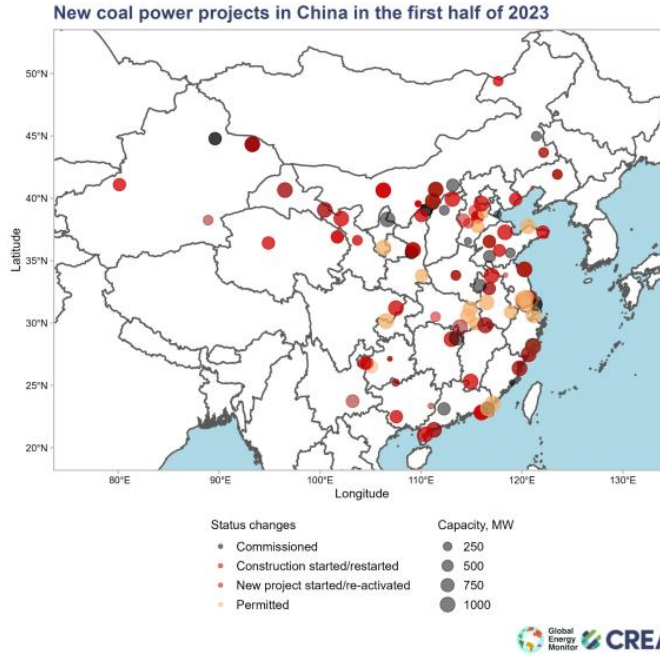 New coal power projects in China in the first half of 2023
50°N
45°N
40°N
35°N
30°N
25°N
20°N
Latitude
80°E 90°E 100°E 110°E 120°E 130°E
Longitude
Status changes
Commissioned
Construction started/restarted
New project started/re-activated
Permitted
Capacity, MW
250
500
750
1000
Global
Energy
Monitor
CREA